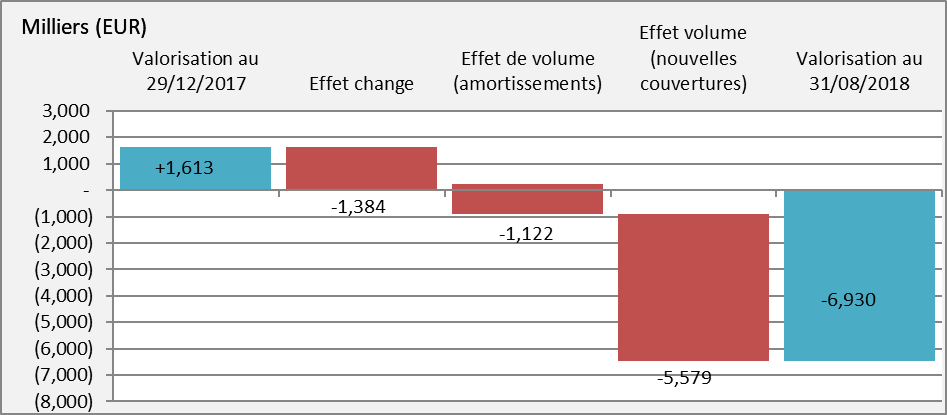 Milliers (EUR)
Valorisation au
29/12/2017
Effet change
Effet de volume
(amortissements)
Effet volume
(nouvelles
couvertures)
Valorisation au
31/08/2018
3,000
2,000
1,000
-
(1,000)
(2,000)
(3,000)
(4,000)
(5,000)
(6,000)
(7,000)
(8,000)
+1,613
-1,384
-1,122
-5,579
-6,930